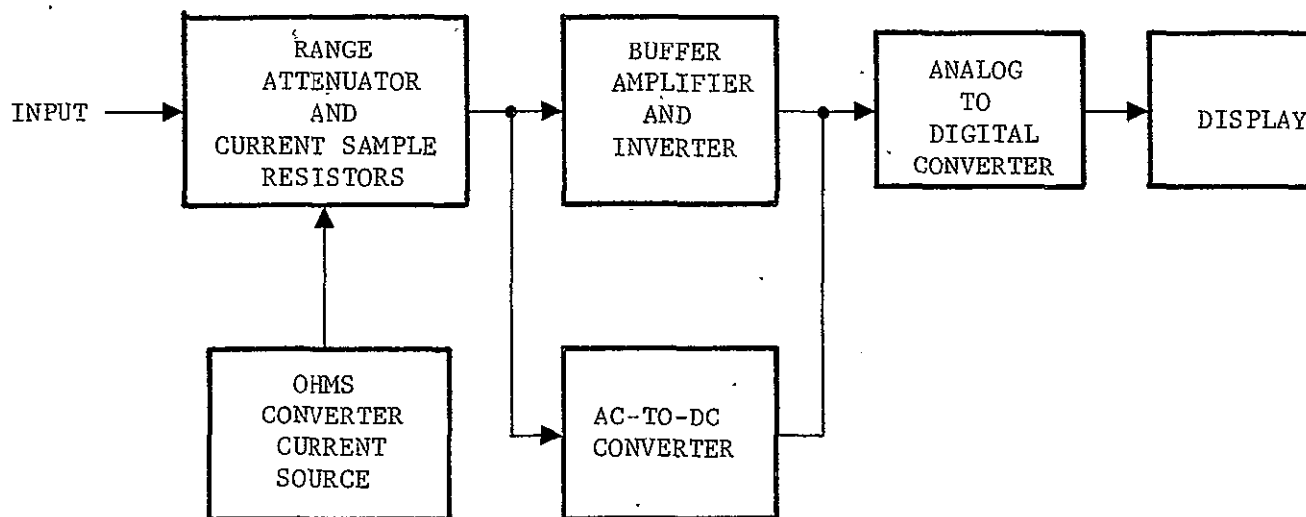 INPUT
RANGE
ATTENUATOR
AND
CURRENT SAMPLE
RESISTORS
BUFFER
AMPLIFIER
AND
INVERTER
ANALOG
TO
DIGITAL
CONVERTER
DISPLAY
OHMS
CONVERTER
CURRENT
SOURCE
AC-TO-DC
CONVERTER